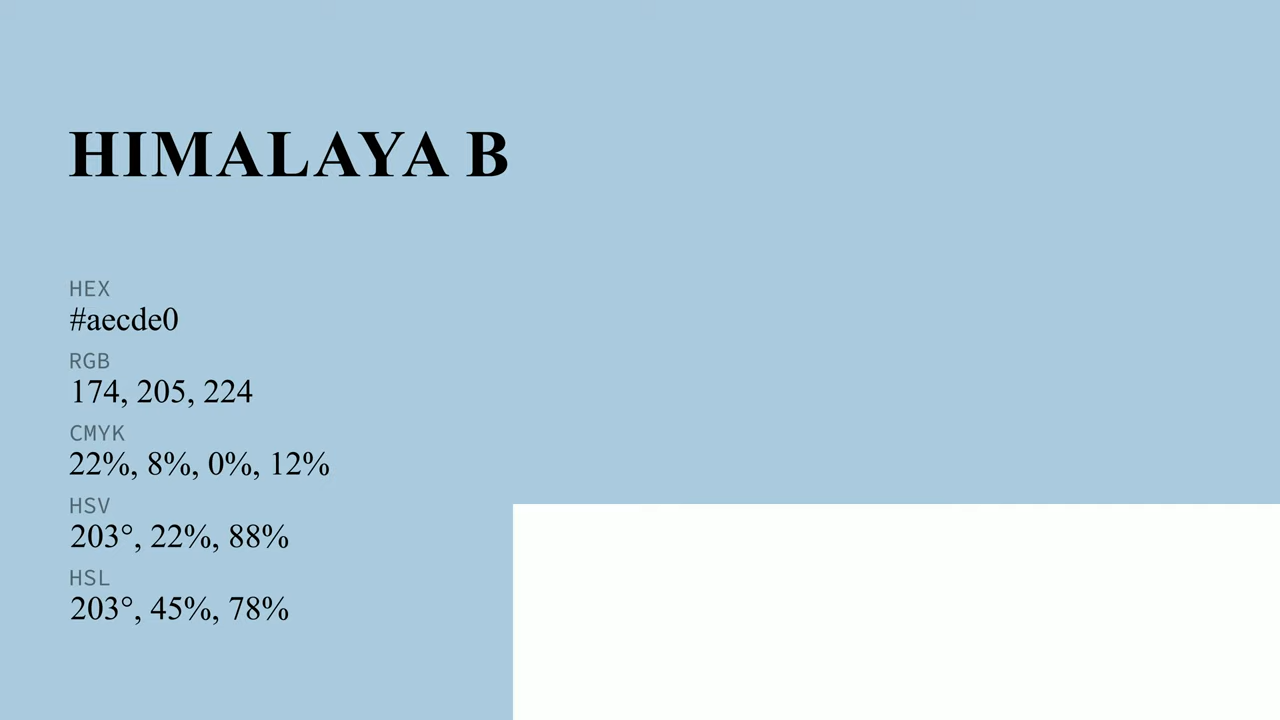 HIMALAYA B
HEX
#aecde0
RGB
174, 205, 224
CMYK
22%, 8%, 0%, 12%
HSV
203°, 22%, 88%
HSL
203°, 45%, 78%